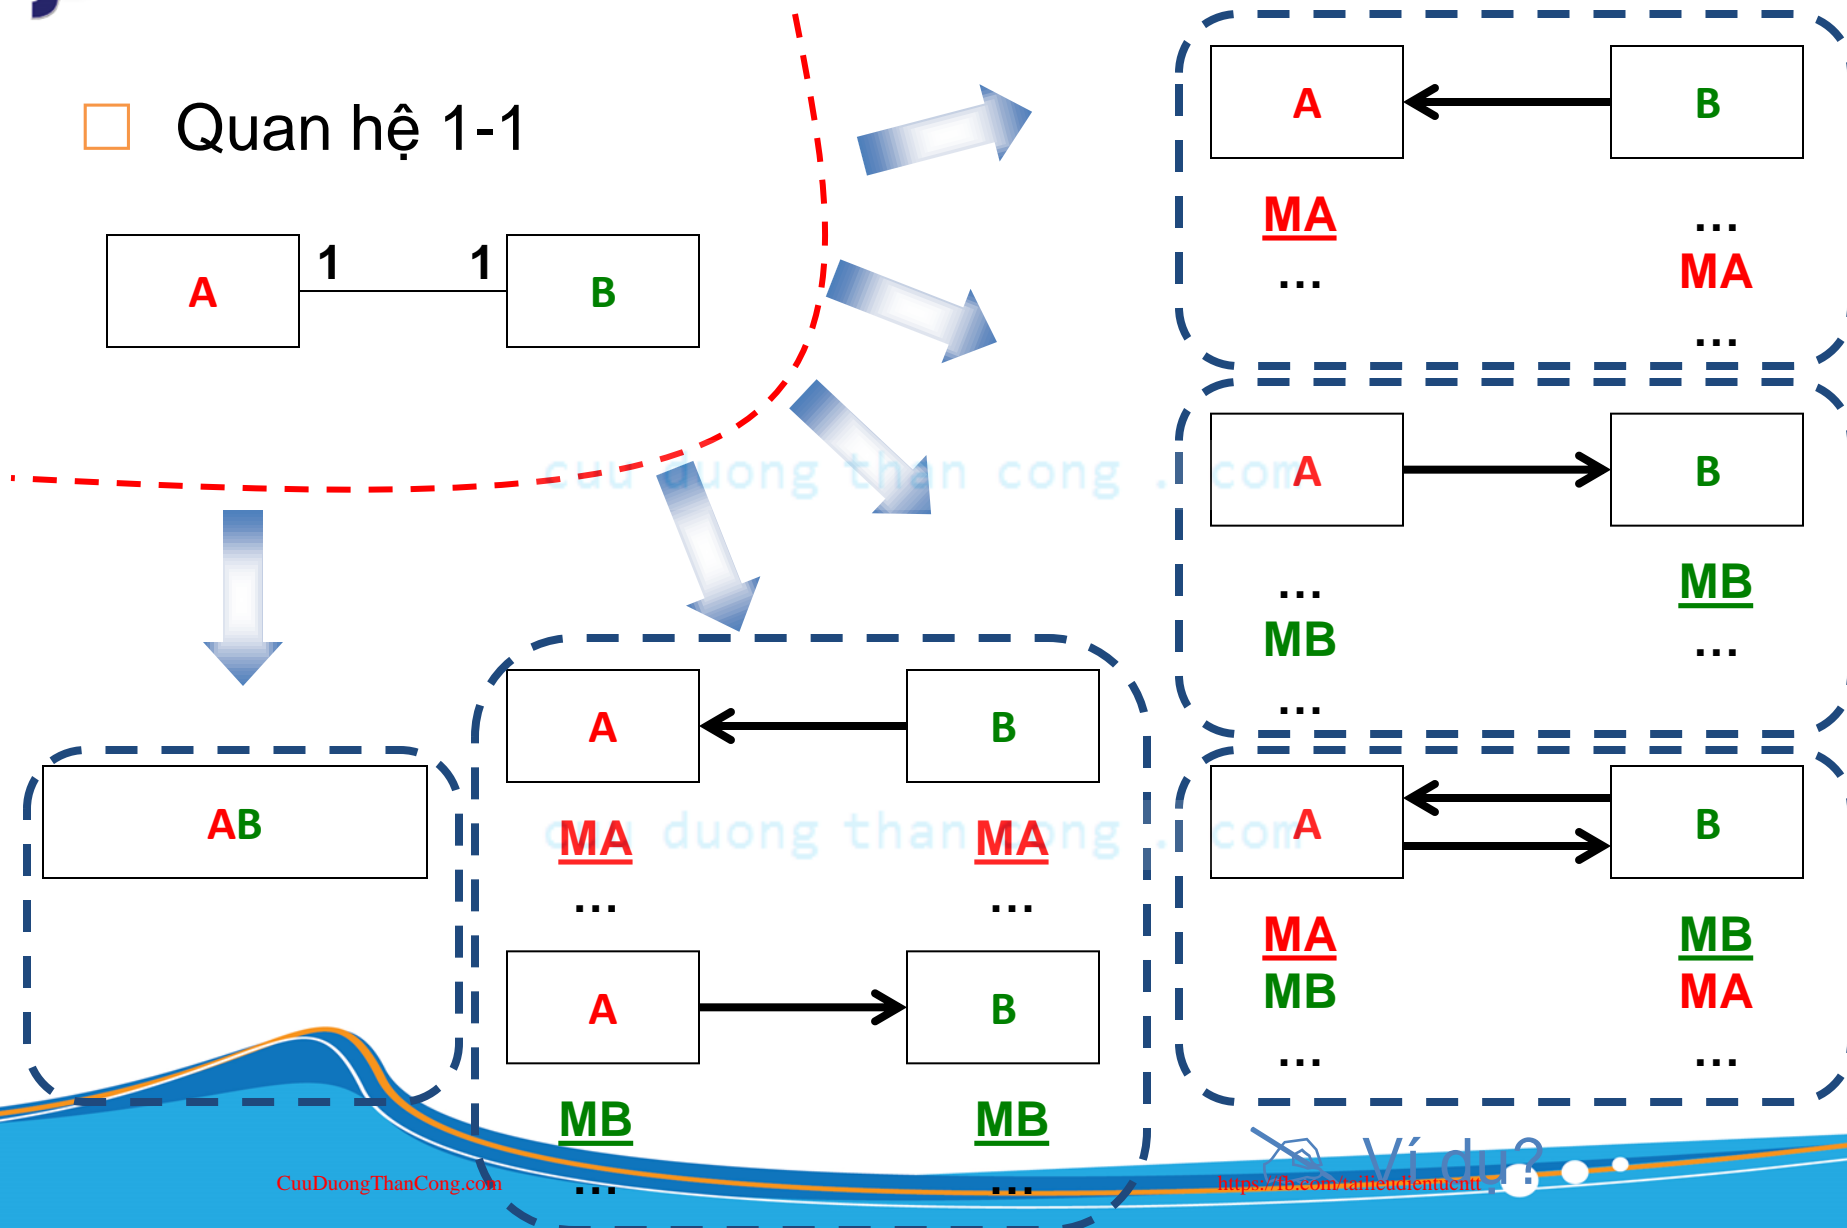 Quan hệ 1-1
A 1 1 B
A B
MA
...
...
MA
...
A B
...
MB
...
MB
...
A B
MA
MB
...
MB
MA
...
AB
A B
MA MA
... ...
A B
MB MB
... ...
cuu duong than cong . com
cuu duong than cong . com
Ví dụ?
CuuDuongThanCong.com
https://fb.com/tailieudientucntt